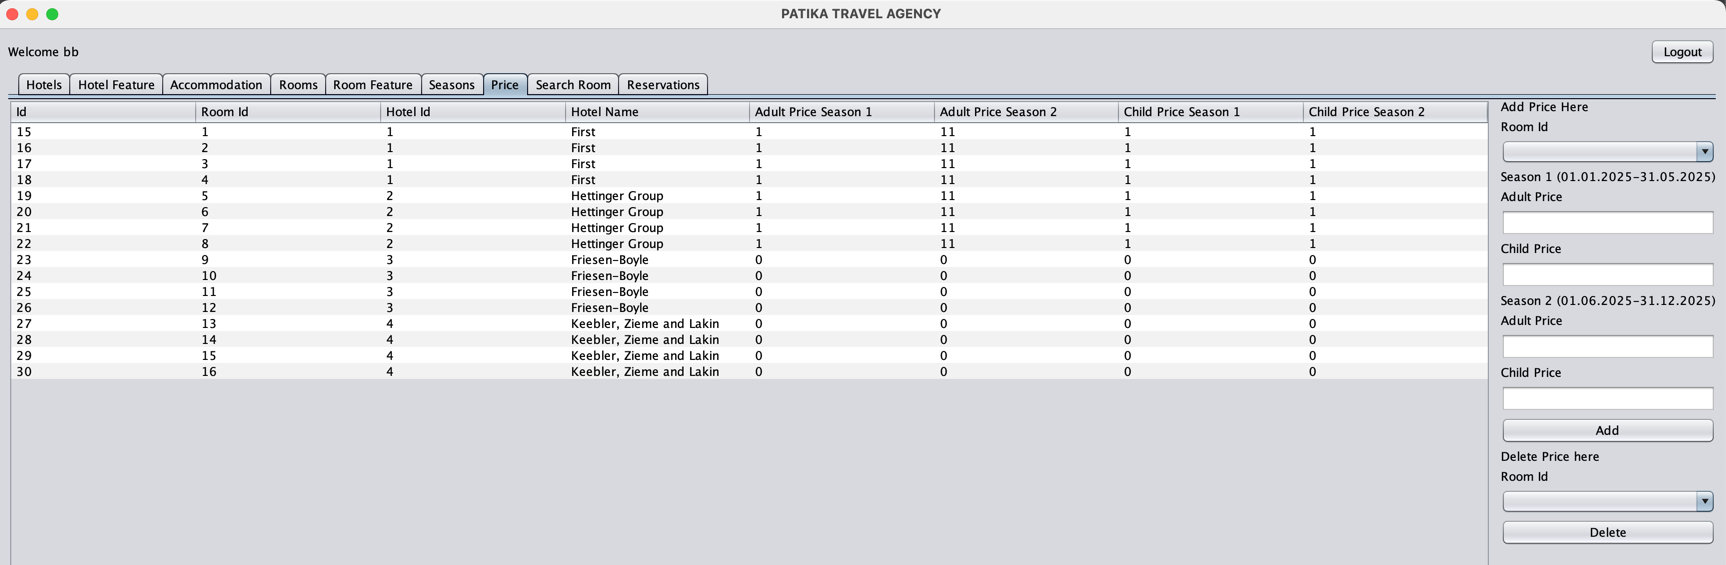 PATIKA TRAVEL AGENCY
Welcome bb
Logout
Hotels Hotel Feature Accommodation Rooms Room Feature Seasons Price Search Room Reservations
Id Room Id Hotel Id Hotel Name Adult Price Season 1 Adult Price Season 2 Child Price Season 1 Child Price Season 2
15 1 1 First 1 11 1 1
16 2 1 First 1 11 1 1
17 3 1 First 1 11 1 1
18 4 1 First 1 11 1 1
19 5 2 Hettinger Group 1 11 1 1
20 6 2 Hettinger Group 1 11 1 1
21 7 2 Hettinger Group 1 11 1 1
22 8 2 Hettinger Group 1 11 1 1
23 9 3 Friesen-Boyle 0 0 0 0
24 10 3 Friesen-Boyle 0 0 0 0
25 11 3 Friesen-Boyle 0 0 0 0
26 12 3 Friesen-Boyle 0 0 0 0
27 13 4 Keebler, Zieme and Lakin 0 0 0 0
28 14 4 Keebler, Zieme and Lakin 0 0 0 0
29 15 4 Keebler, Zieme and Lakin 0 0 0 0
30 16 4 Keebler, Zieme and Lakin 0 0 0 0
Add Price Here
Room Id
Season 1 (01.01.2025-31.05.2025)
Adult Price
Child Price
Season 2 (01.06.2025-31.12.2025)
Adult Price
Child Price
Add
Delete Price here
Room Id
Delete